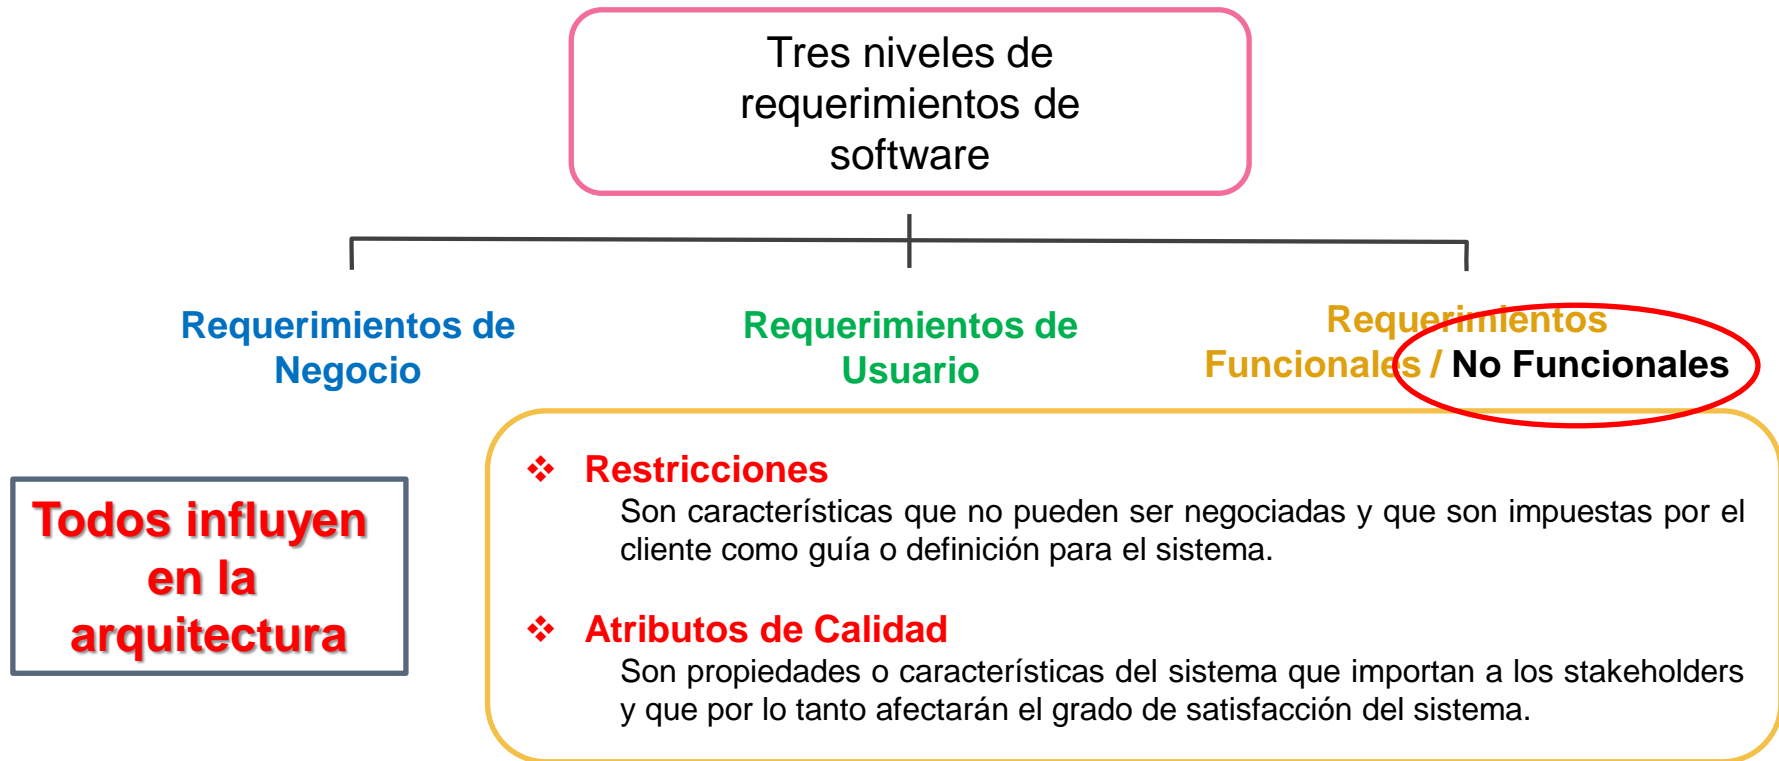 Tres niveles de
requerimientos de
software
Requerimientos de
Negocio
Requerimientos de
Usuario
Requerimientos
Funcionales / No Funcionales
Todos influyen
en la
arquitectura
❖ Restricciones
Son características que no pueden ser negociadas y que son impuestas por el
cliente como guía o definición para el sistema.
❖ Atributos de Calidad
Son propiedades o características del sistema que importan a los stakeholders
y que por lo tanto afectarán el grado de satisfacción del sistema.